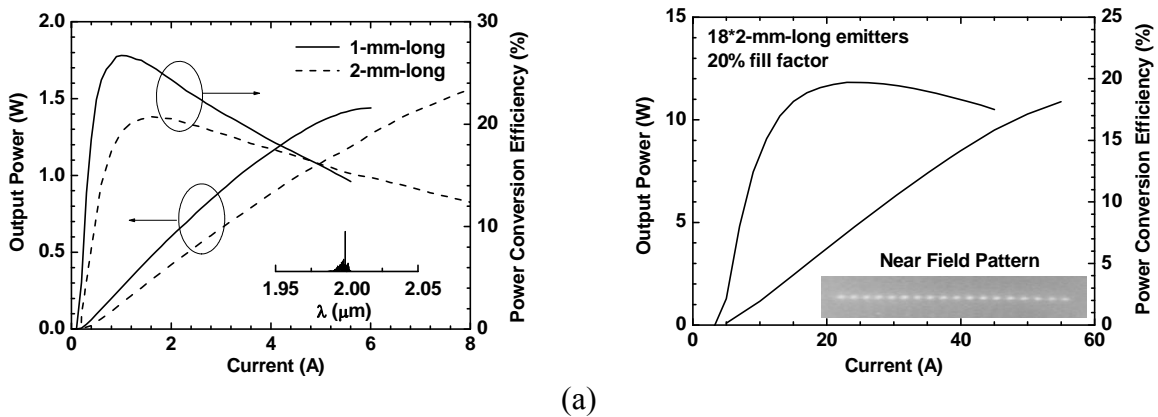 2.0
1.5
1.0
0.5
0.0
Output Power (W)
30
20
10
0
Power Conversion Efficiency (%)
1-mm-long
2-mm-long
1.95
2.00
2.05
λ (μm)
0
2
4
6
8
Current (A)
15
10
5
0
Output Power (W)
25
20
15
10
5
0
Power Conversion Efficiency (%)
18*2-mm-long emitters
20% fill factor
Near Field Pattern
0
20
40
60
Current (A)
(a)